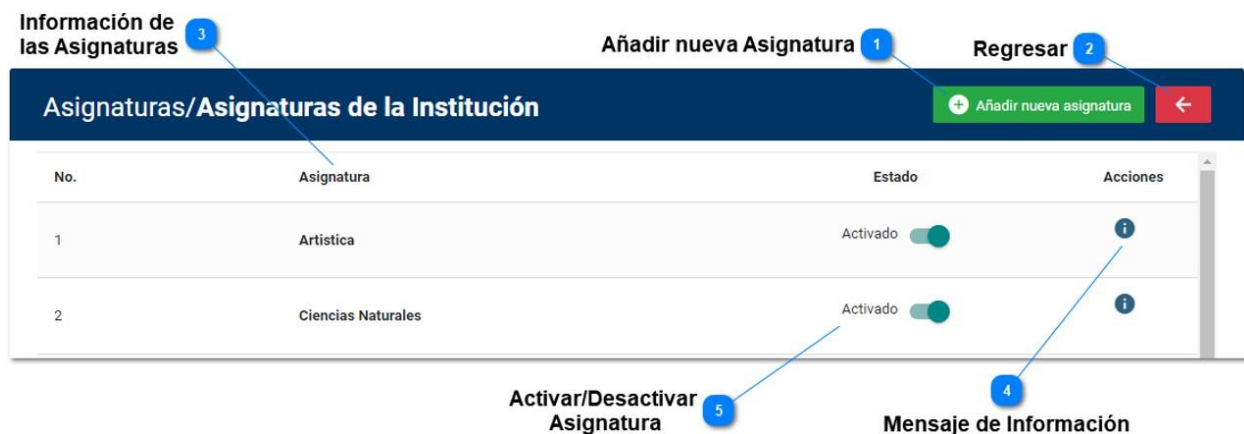 Información de
las Asignaturas 3
Añadir nueva Asignatura 1
Regresar 2
Asignaturas/Asignaturas de la Institución
Añadir nueva asignatura
No. Asignatura Estado Acciones
1 Artistica Activado
2 Ciencias Naturales Activado
Activar/Desactivar
Asignatura 5
4
Mensaje de Información